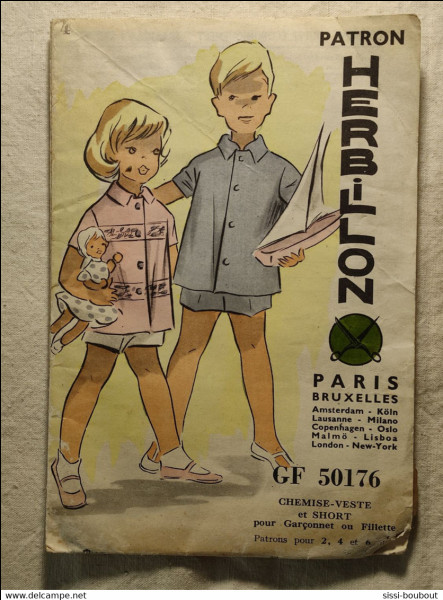 PATRON
HERBiLLON
PARIS
BRUXELLES
Amsterdam - Köln
Lausanne - Milano
Copenhagen - Oslo
Malmö - Lisboa
London - New-York
GF 50176
CHEMISE-VESTE
et SHORT
pour Garçonnet ou Fillette
Patrons pour 2, 4 et 6
www.delcampe.net
sissi-boubout